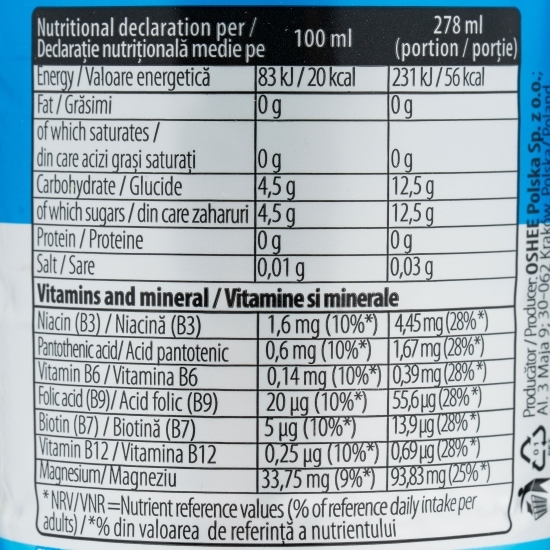 Nutritional declaration per / 100 ml 278 ml
Declarație nutrițională medie pe (portion / porție)
Energy / Valoare energetică 83 kJ / 20 kcal 231 kJ / 56 kcal
Fat / Grăsimi 0 g 0 g
of which saturates /
din care acizi grași saturați 0 g 0 g
Carbohydrate / Glucide 4,5 g 12,5 g
of which sugars / din care zaharuri 4,5 g 12,5 g
Protein / Proteine 0 g 0 g
Salt / Sare 0,01 g 0,03 g
Vitamins and mineral / Vitamine si minerale
Niacin (B3) / Niacină (B3) 1,6 mg (10%*) 4,45 mg (28%*)
Pantothenic acid / Acid pantotenic 0,6 mg (10%*) 1,67 mg (28%*)
Vitamin B6 / Vitamina B6 0,14 mg (10%*) 0,39 mg (28%*)
Folic acid (B9) / Acid folic (B9) 20 µg (10%*) 55,6 µg (28%*)
Biotin (B7) / Biotină (B7) 5 µg (10%*) 13,9 µg (28%*)
Vitamin B12 / Vitamina B12 0,25 µg (10%*) 0,69 µg (28%*)
Magnesium / Magneziu 33,75 mg (9%*) 93,83 mg (25%*)
*NRV/VNR =Nutrient reference values (% of reference daily intake per
adults) / *% din valoarea de referință a nutrientului
Producător / Producer: OSHEE Polska Sp. z o.o.;
Al. 3 Maja 9; 30-062 Kraków, Polska / Poland